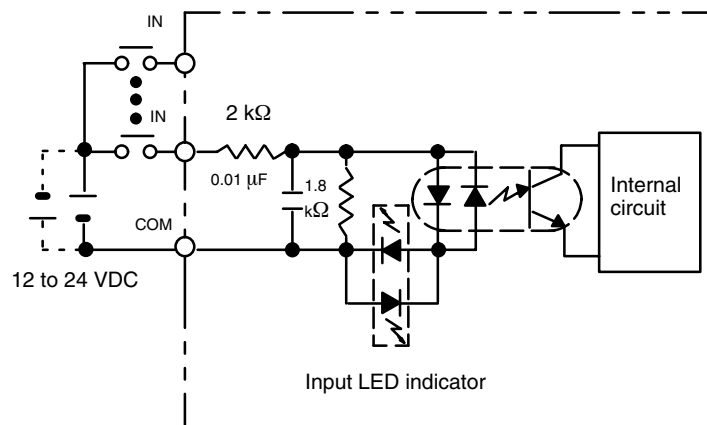 IN
IN
2 kΩ
0.01 µF
1.8
kΩ
Internal
circuit
COM
12 to 24 VDC
Input LED indicator